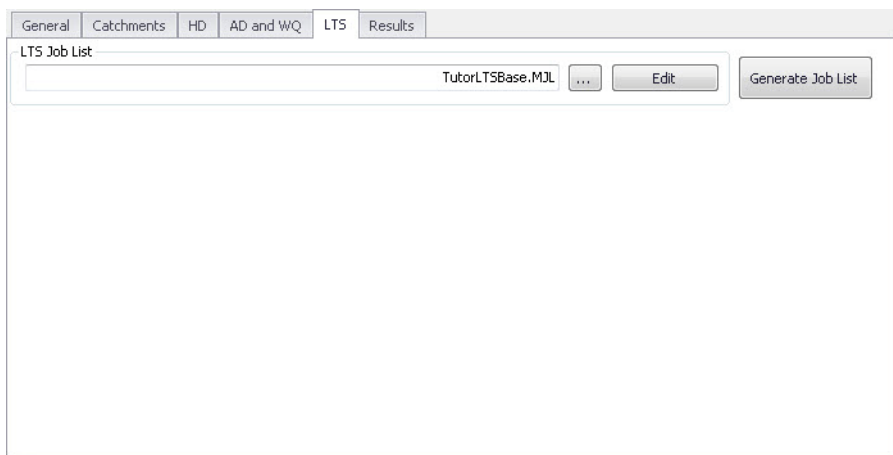 General Catchments HD AD and WQ LTS Results
LTS Job List
TutorLTSBase.MJL ... Edit Generate Job List